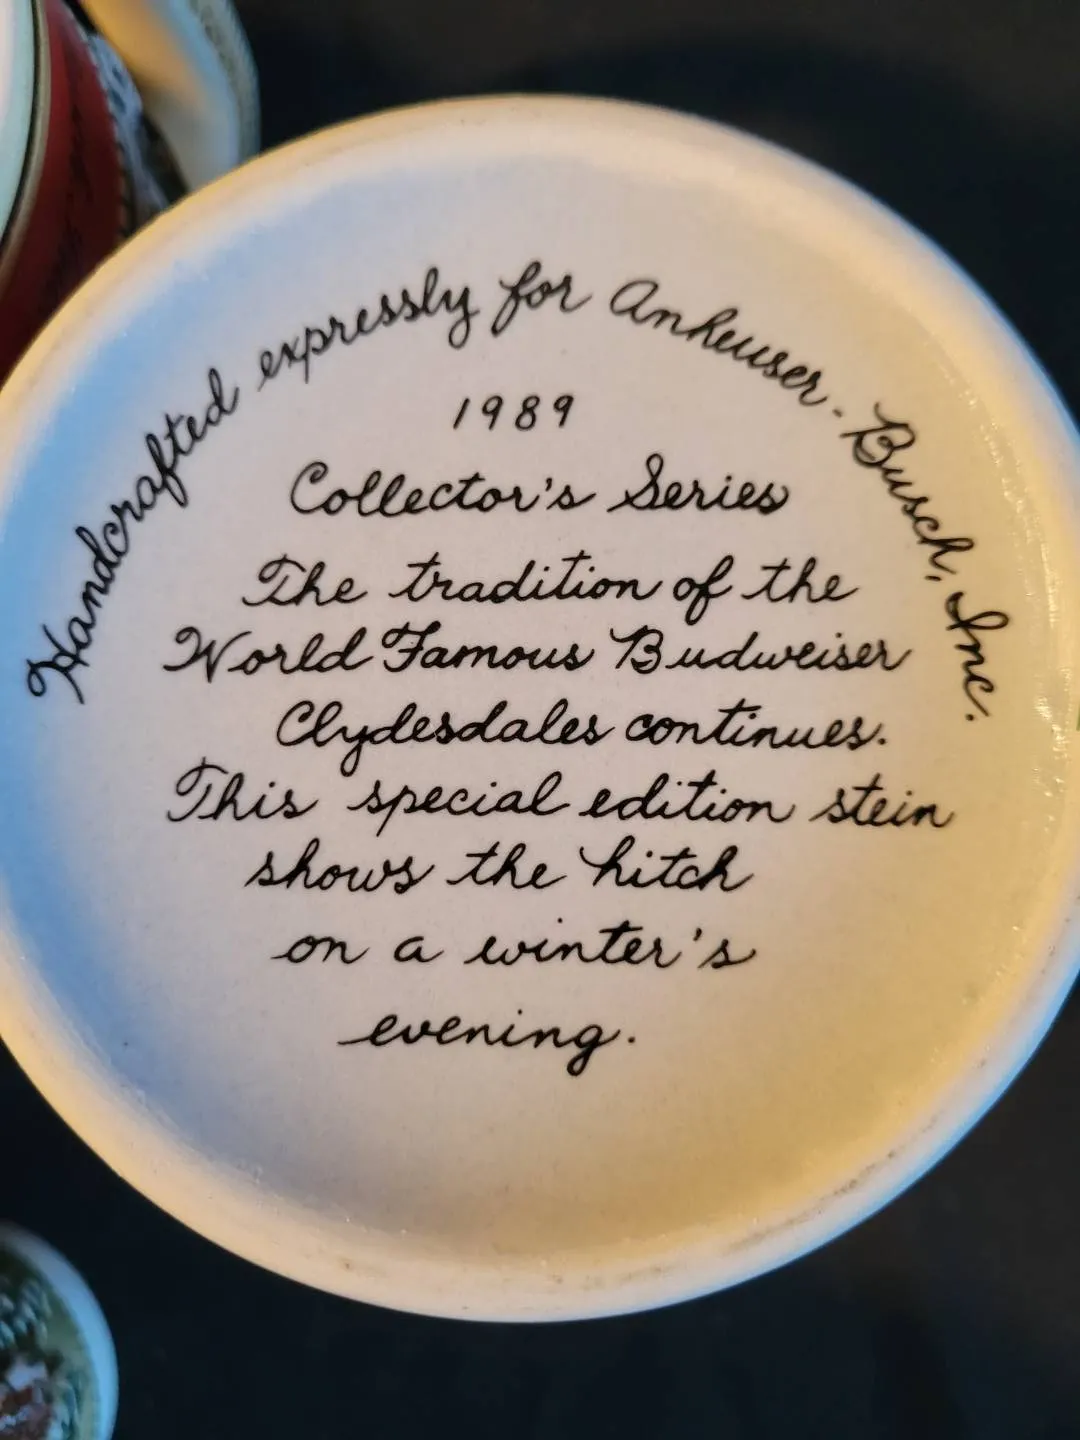 Handcrafted expressly for Anheuser-Busch, Inc.
1989
Collector's Series
The tradition of the
World Famous Budweiser
Clydesdales continues.
This special edition stein
shows the hitch
on a winter's
evening.